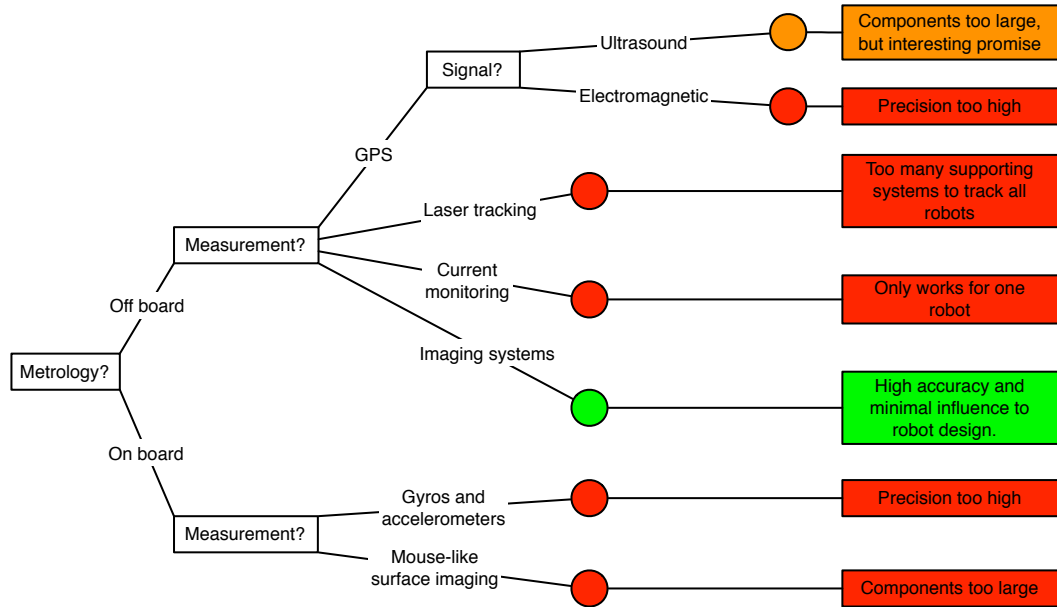 Ultrasound
Components too large,
but interesting promise
Signal?
Electromagnetic
Precision too high
GPS
Laser tracking
Too many supporting
systems to track all
robots
Measurement?
Current
monitoring
Only works for one
robot
Off board
Imaging systems
Metrology?
High accuracy and
minimal influence to
robot design.
On board
Gyros and
accelerometers
Precision too high
Measurement?
Mouse-like
surface imaging
Components too large